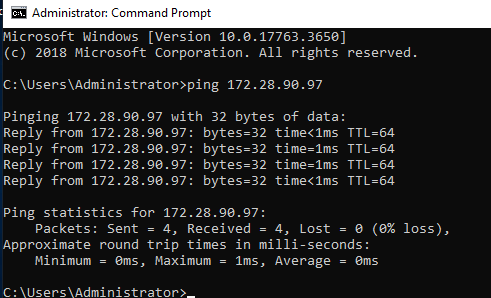 Administrator: Command Prompt
Microsoft Windows [Version 10.0.17763.3650]
(c) 2018 Microsoft Corporation. All rights reserved.
C:\Users\Administrator>ping 172.28.90.97
Pinging 172.28.90.97 with 32 bytes of data:
Reply from 172.28.90.97: bytes=32 time<1ms TTL=64
Reply from 172.28.90.97: bytes=32 time=1ms TTL=64
Reply from 172.28.90.97: bytes=32 time=1ms TTL=64
Reply from 172.28.90.97: bytes=32 time<1ms TTL=64
Ping statistics for 172.28.90.97:
    Packets: Sent = 4, Received = 4, Lost = 0 (0% loss),
Approximate round trip times in milli-seconds:
    Minimum = 0ms, Maximum = 1ms, Average = 0ms
C:\Users\Administrator>_